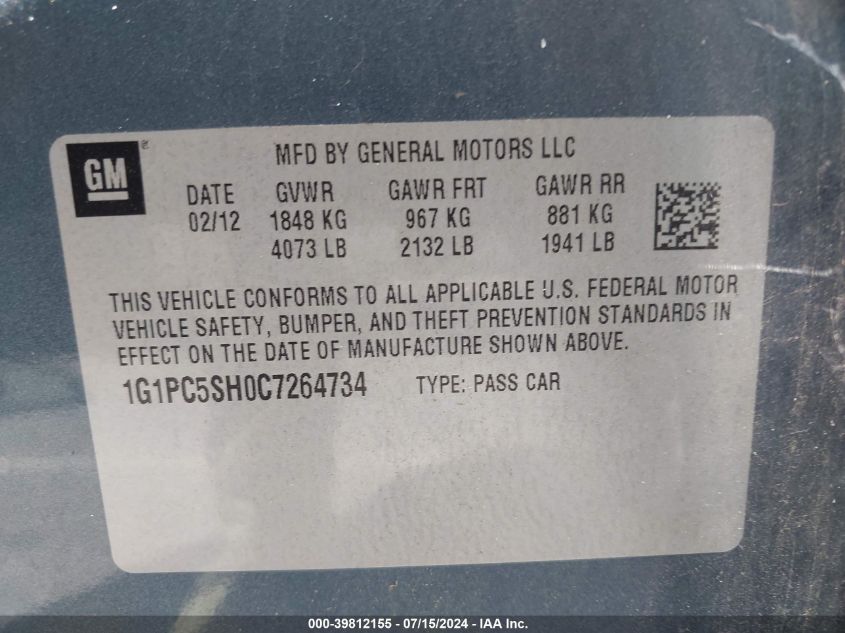 GM®
MFD BY GENERAL MOTORS LLC
DATE GVWR GAWR FRT GAWR RR
02/12 1848 KG 967 KG 881 KG
4073 LB 2132 LB 1941 LB
THIS VEHICLE CONFORMS TO ALL APPLICABLE U.S. FEDERAL MOTOR
VEHICLE SAFETY, BUMPER, AND THEFT PREVENTION STANDARDS IN
EFFECT ON THE DATE OF MANUFACTURE SHOWN ABOVE.
1G1PC5SH0C7264734 TYPE: PASS CAR
000-39812155 - 07/15/2024 - IAA Inc.